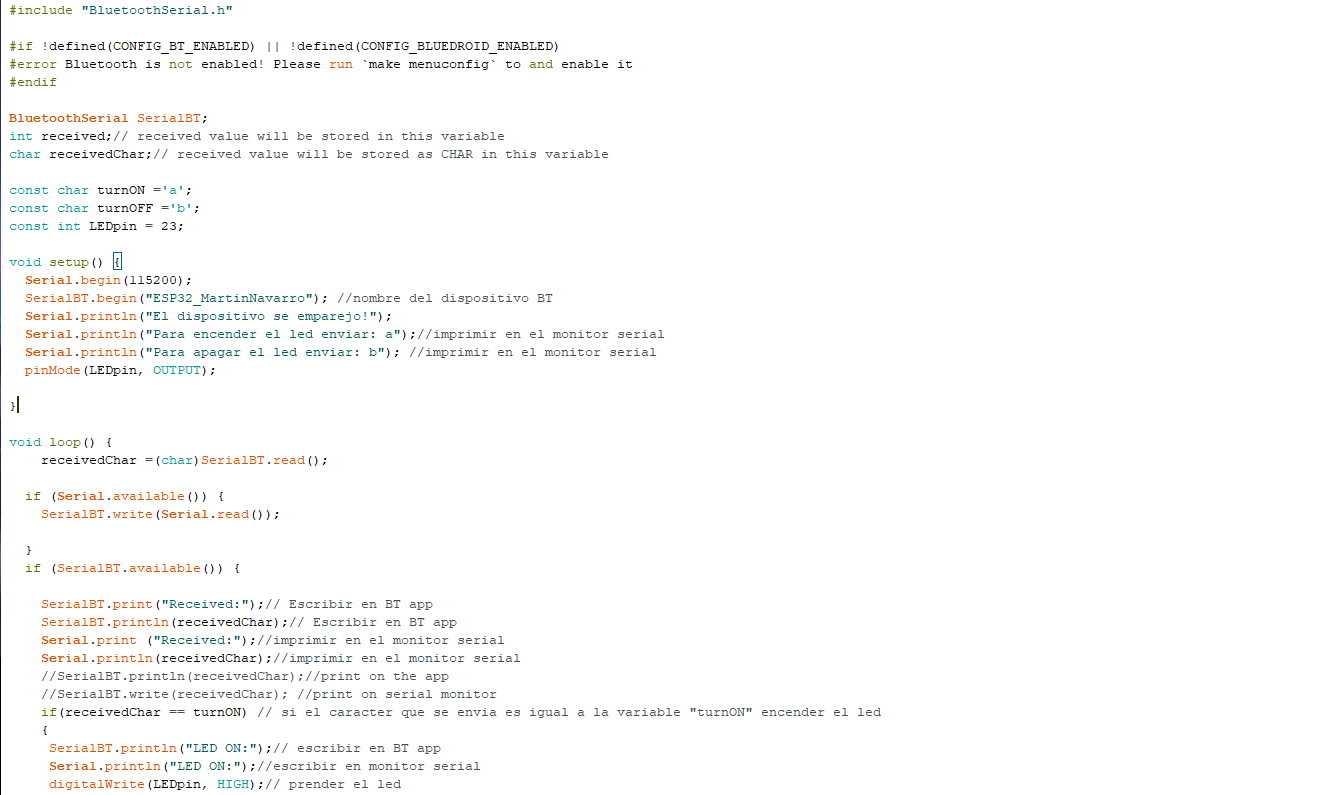 #include "BluetoothSerial.h"
#if !defined(CONFIG_BT_ENABLED) || !defined(CONFIG_BLUEDROID_ENABLED)
#error Bluetooth is not enabled! Please run `make menuconfig` to and enable it
#endif
BluetoothSerial SerialBT;
int received;// received value will be stored in this variable
char receivedChar;// received value will be stored as CHAR in this variable
const char turnON ='a';
const char turnOFF ='b';
const int LEDpin = 23;
void setup() {
  Serial.begin(115200);
  SerialBT.begin("ESP32_MartinNavarro"); //nombre del dispositivo BT
  Serial.println("El dispositivo se emparejo!");
  Serial.println("Para encender el led enviar: a");//imprimir en el monitor serial
  Serial.println("Para apagar el led enviar: b"); //imprimir en el monitor serial
  pinMode(LEDpin, OUTPUT);
}
void loop() {
    receivedChar =(char)SerialBT.read();
  if (Serial.available()) {
    SerialBT.write(Serial.read());
  }
  if (SerialBT.available()) {
    SerialBT.print("Received:");// Escribir en BT app
    SerialBT.println(receivedChar);// Escribir en BT app
    Serial.print ("Received:");//imprimir en el monitor serial
    Serial.println(receivedChar);//imprimir en el monitor serial
    //SerialBT.println(receivedChar);//print on the app
    //SerialBT.write(receivedChar); //print on serial monitor
    if(receivedChar == turnON) // si el caracter que se envia es igual a la variable "turnON" encender el led
    {
     SerialBT.println("LED ON:");// escribir en BT app
     Serial.println("LED ON:");//escribir en monitor serial
     digitalWrite(LEDpin, HIGH);// prender el led